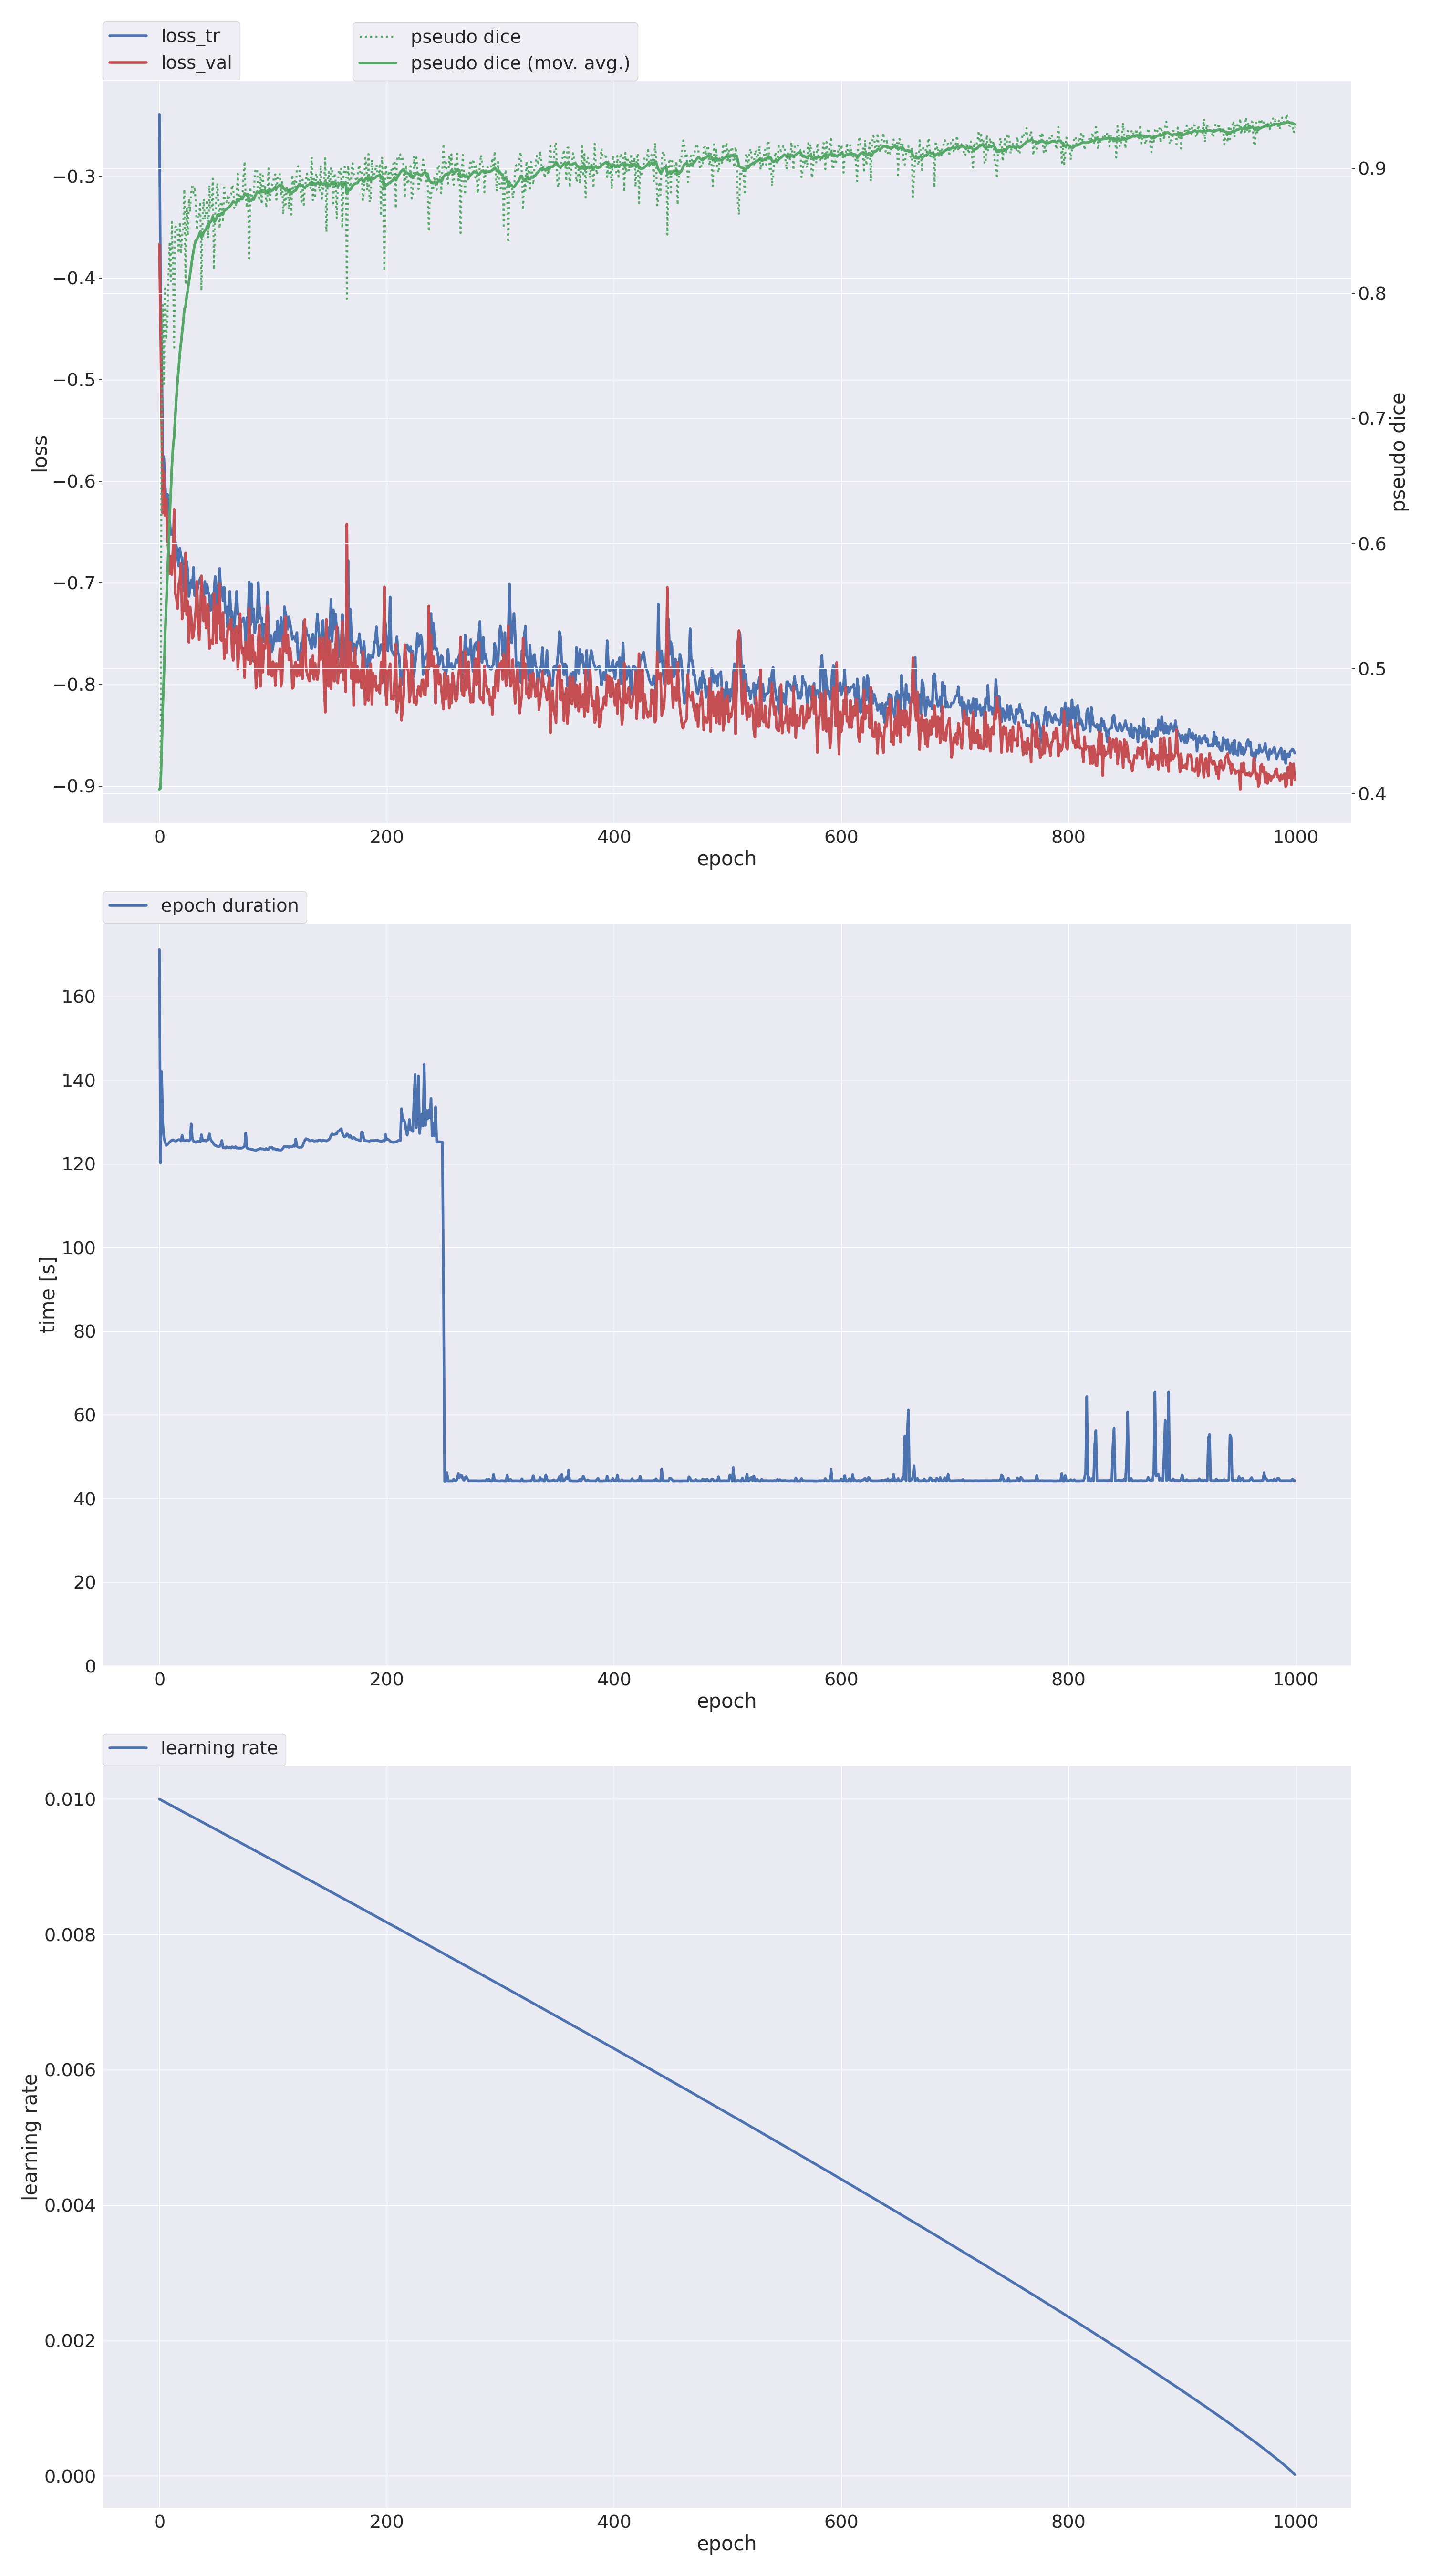 loss_tr
loss_val
pseudo dice
pseudo dice (mov. avg.)
−0.3
−0.4
−0.5
−0.6
−0.7
−0.8
−0.9
loss
0.9
0.8
0.7
0.6
0.5
0.4
pseudo dice
0 200 400 600 800 1000
epoch
epoch duration
160
140
120
100
80
60
40
20
0
time [s]
0 200 400 600 800 1000
epoch
learning rate
0.010
0.008
0.006
0.004
0.002
0.000
learning rate
0 200 400 600 800 1000
epoch